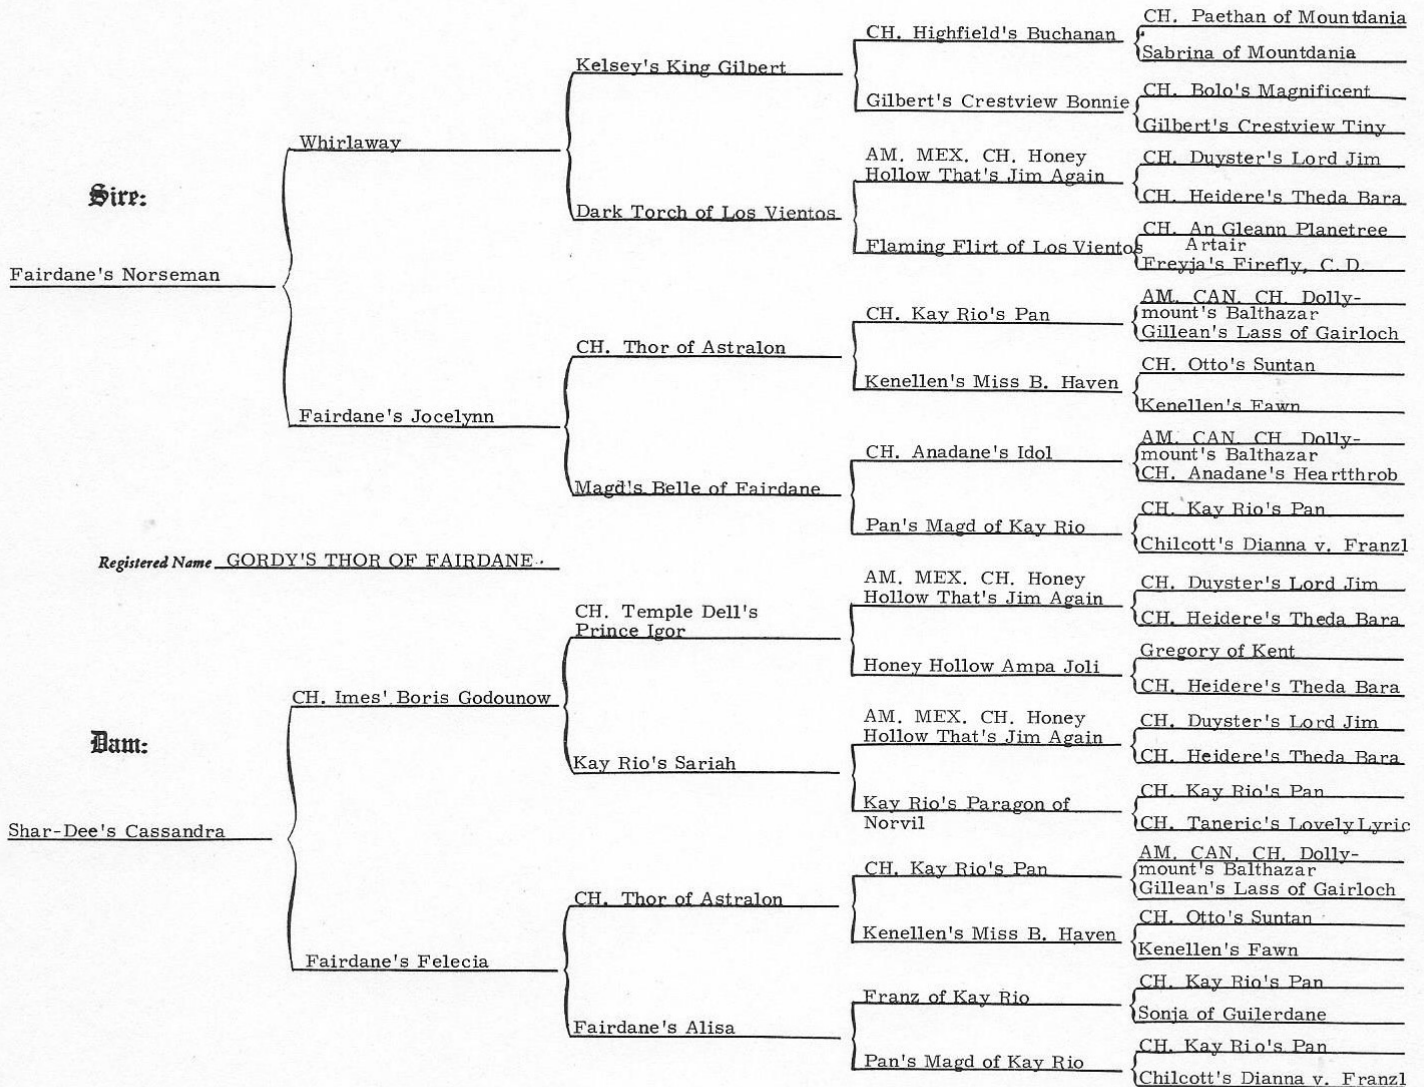 CH. Paethan of Mountdania
CH. Highfield's Buchanan
Sabrina of Mountdania
Kelsey's King Gilbert
CH. Bolo's Magnificent
Gilbert's Crestview Bonnie
Gilbert's Crestview Tiny
Whirlaway
AM. MEX. CH. Honey
Hollow That's Jim Again
CH. Duyster's Lord Jim
CH. Heidere's Theda Bara
Sire:
Dark Torch of Los Vientos
CH. An Gleann Planetree
Artair
Flaming Flirt of Los Vientos
Freyja's Firefly, C.D.
Fairdane's Norseman
AM. CAN. CH. Dolly-
mount's Balthazar
CH. Kay Rio's Pan
Gillean's Lass of Gairloch
CH. Thor of Astralon
CH. Otto's Suntan
Kenellen's Miss B. Haven
Kenellen's Fawn
Fairdane's Jocelynn
AM. CAN. CH. Dolly-
mount's Balthazar
CH. Anadane's Idol
CH. Anadane's Heartthrob
Magd's Belle of Fairdane
CH. Kay Rio's Pan
Pan's Magd of Kay Rio
Chilcott's Dianna v. Franzl
Registered Name GORDY'S THOR OF FAIRDANE
AM. MEX. CH. Honey
Hollow That's Jim Again
CH. Duyster's Lord Jim
CH. Heidere's Theda Bara
CH. Temple Dell's
Prince Igor
Gregory of Kent
Honey Hollow Ampa Joli
CH. Heidere's Theda Bara
CH. Imes' Boris Godounow
AM. MEX. CH. Honey
Hollow That's Jim Again
CH. Duyster's Lord Jim
CH. Heidere's Theda Bara
Dam:
Kay Rio's Sariah
CH. Kay Rio's Pan
Kay Rio's Paragon of
Norvil
CH. Taneric's Lovely Lyric
Shar-Dee's Cassandra
AM. CAN. CH. Dolly-
mount's Balthazar
CH. Kay Rio's Pan
Gillean's Lass of Gairloch
CH. Thor of Astralon
CH. Otto's Suntan
Kenellen's Miss B. Haven
Kenellen's Fawn
Fairdane's Felecia
CH. Kay Rio's Pan
Franz of Kay Rio
Sonja of Guilerdane
Fairdane's Alisa
CH. Kay Rio's Pan
Pan's Magd of Kay Rio
Chilcott's Dianna v. Franzl